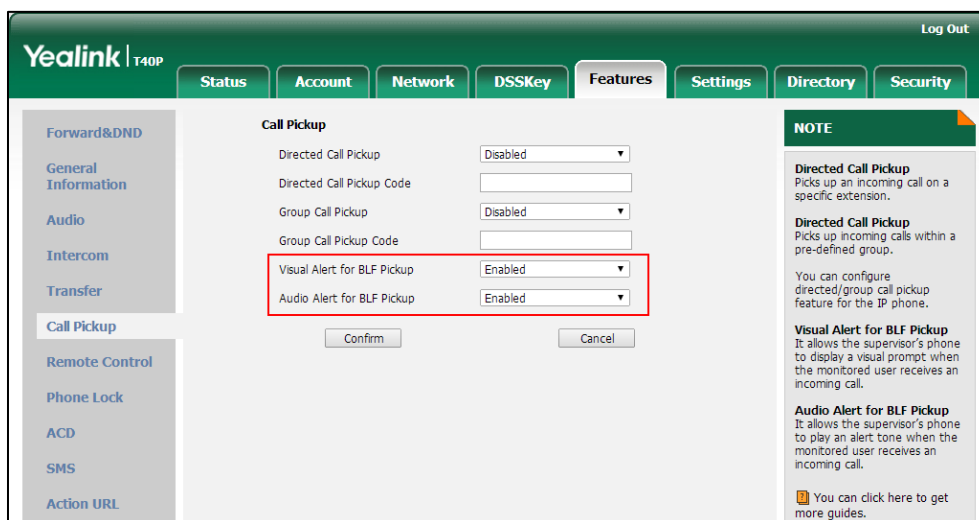 Log Out
Yealink T40P
Status Account Network DSSKey Features Settings Directory Security
Forward&DND
General
Information
Audio
Intercom
Transfer
Call Pickup
Remote Control
Phone Lock
ACD
SMS
Action URL
Call Pickup
Directed Call Pickup Disabled
Directed Call Pickup Code
Group Call Pickup Disabled
Group Call Pickup Code
Visual Alert for BLF Pickup Enabled
Audio Alert for BLF Pickup Enabled
Confirm Cancel
NOTE
Directed Call Pickup
Picks up an incoming call on a
specific extension.
Directed Call Pickup
Picks up incoming calls within a
pre-defined group.
You can configure
directed/group call pickup
feature for the IP phone.
Visual Alert for BLF Pickup
It allows the supervisor's phone
to display a visual prompt when
the monitored user receives an
incoming call.
Audio Alert for BLF Pickup
It allows the supervisor's phone
to play an alert tone when the
monitored user receives an
incoming call.
You can click here to get
more guides.